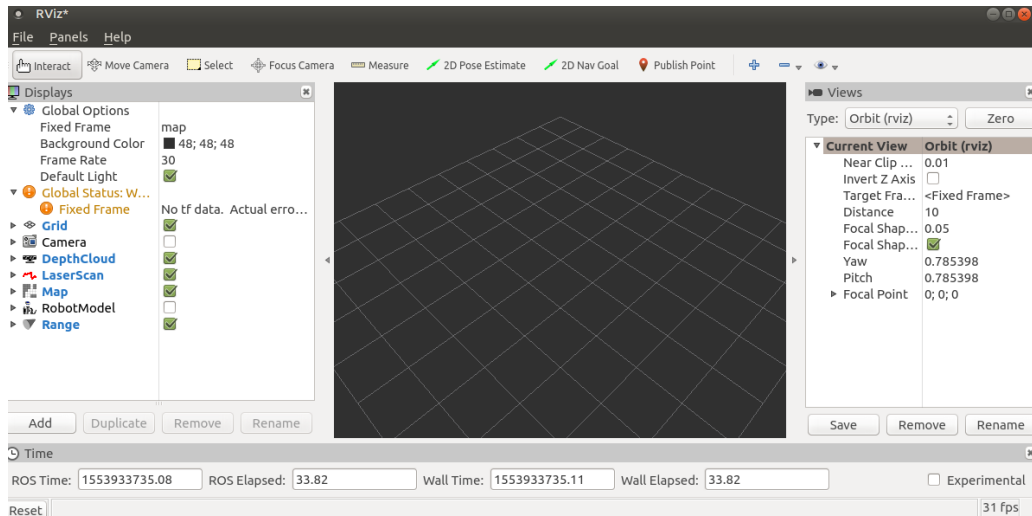 RViz*
File Panels Help
Interact Move Camera Select Focus Camera Measure 2D Pose Estimate 2D Nav Goal Publish Point
Displays
Global Options
Fixed Frame map
Background Color 48; 48; 48
Frame Rate 30
Default Light
Global Status: W...
Fixed Frame No tf data. Actual erro...
Grid
Camera
DepthCloud
LaserScan
Map
RobotModel
Range
Add Duplicate Remove Rename
Views
Type: Orbit (rviz) Zero
Current View Orbit (rviz)
Near Clip ... 0.01
Invert Z Axis
Target Fra... <Fixed Frame>
Distance 10
Focal Shap... 0.05
Focal Shap...
Yaw 0.785398
Pitch 0.785398
Focal Point 0; 0; 0
Save Remove Rename
Time
ROS Time: 1553933735.08 ROS Elapsed: 33.82 Wall Time: 1553933735.11 Wall Elapsed: 33.82 Experimental
Reset 31 fps